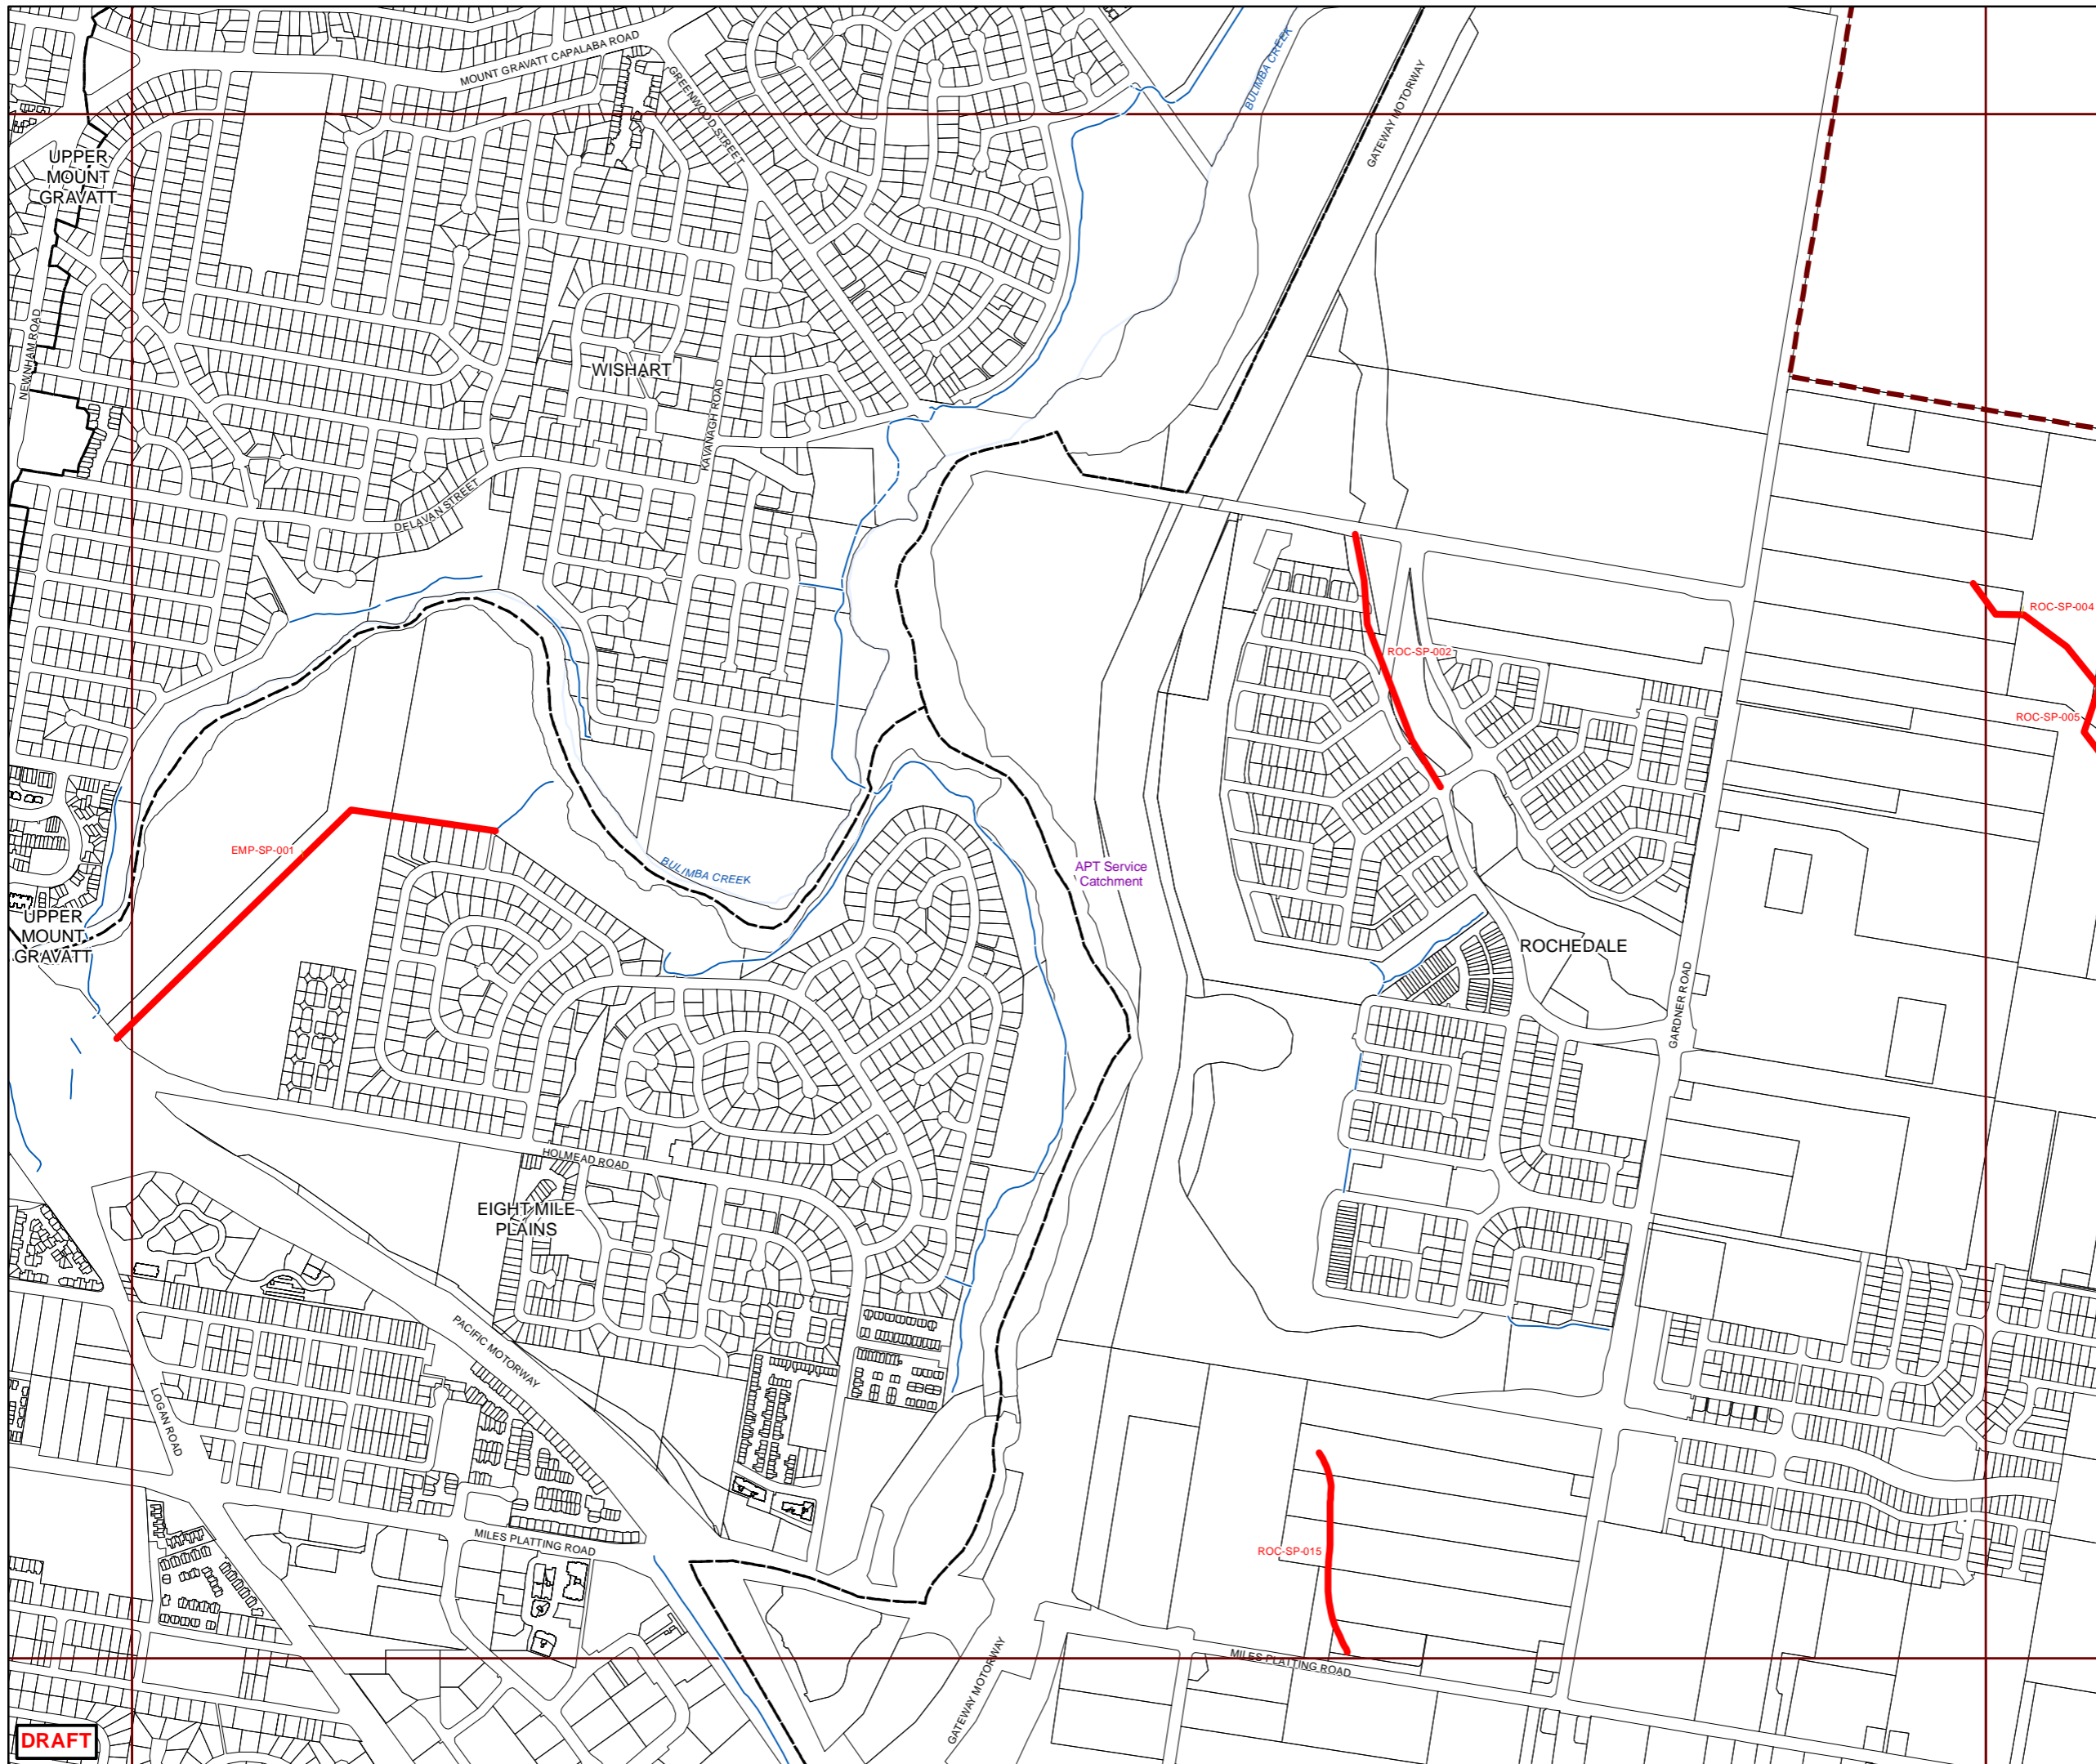 MOUNT GRAVATT CAPALABA ROAD
GREENWOOD STREET
BULIMBA CREEK
GATEWAY MOTORWAY
UPPER
MOUNT
GRAVATT
NEWNHAM ROAD
WISHART
KAVANAGH ROAD
DELAVAN STREET
ROC-SP-004
ROC-SP-002
ROC-SP-005
EMP-SP-001
BULIMBA CREEK
APT Service
Catchment
UPPER
MOUNT
GRAVATT
ROCHEDALE
GARDNER ROAD
HOLMEAD ROAD
EIGHT MILE
PLAINS
PACIFIC MOTORWAY
LOGAN ROAD
MILES PLATTING ROAD
ROC-SP-015
MILES PLATTING ROAD
GATEWAY MOTORWAY
DRAFT